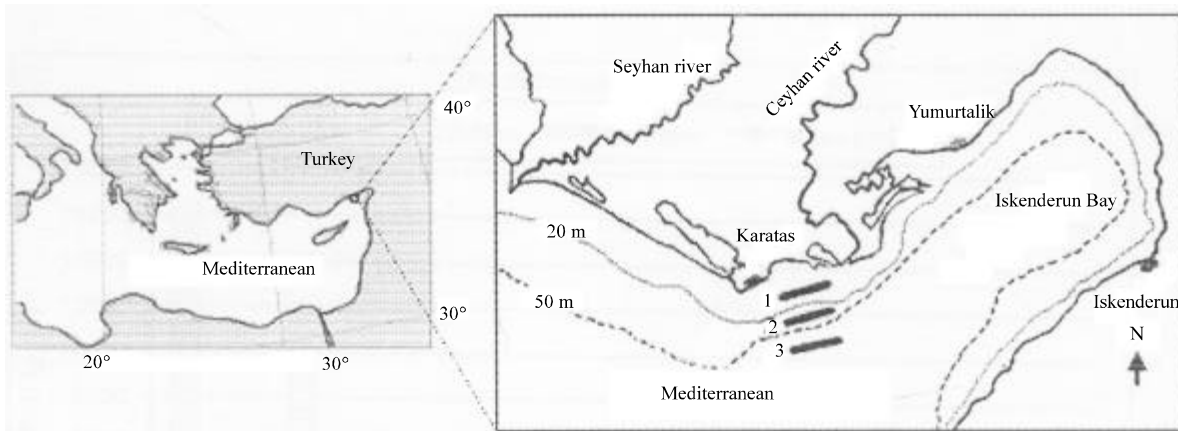 40°
Turkey
Mediterranean
30°
20°
30°
Seyhan river
Ceyhan river
Yumurtalik
Iskenderun Bay
20 m
Karatas
50 m
1
2
3
Iskenderun
N
Mediterranean